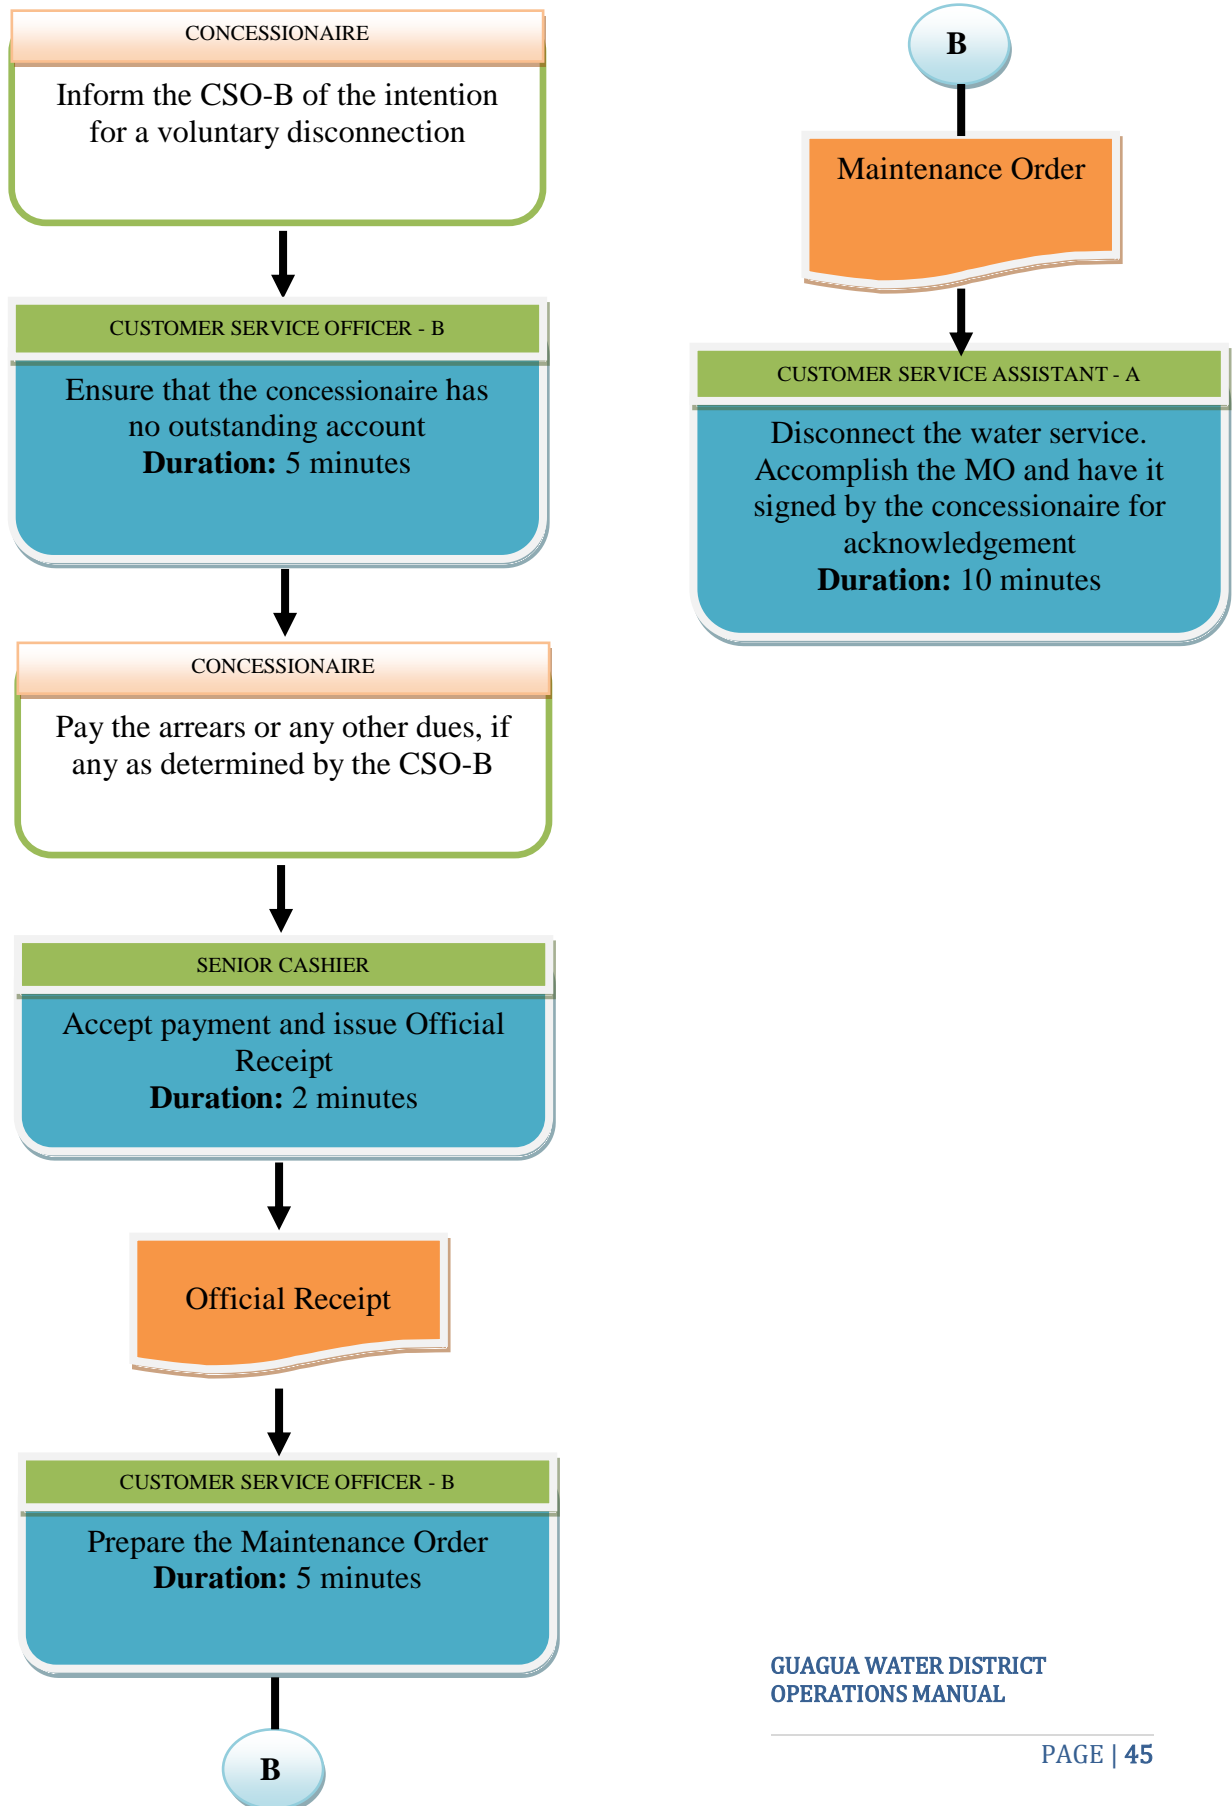 CONCESSIONAIRE
Inform the CSO-B of the intention
for a voluntary disconnection
CUSTOMER SERVICE OFFICER - B
Ensure that the concessionaire has
no outstanding account
Duration: 5 minutes
CONCESSIONAIRE
Pay the arrears or any other dues, if
any as determined by the CSO-B
SENIOR CASHIER
Accept payment and issue Official
Receipt
Duration: 2 minutes
Official Receipt
CUSTOMER SERVICE OFFICER - B
Prepare the Maintenance Order
Duration: 5 minutes
B
B
Maintenance Order
CUSTOMER SERVICE ASSISTANT - A
Disconnect the water service.
Accomplish the MO and have it
signed by the concessionaire for
acknowledgement
Duration: 10 minutes
GUAGUA WATER DISTRICT
OPERATIONS MANUAL
PAGE | 45